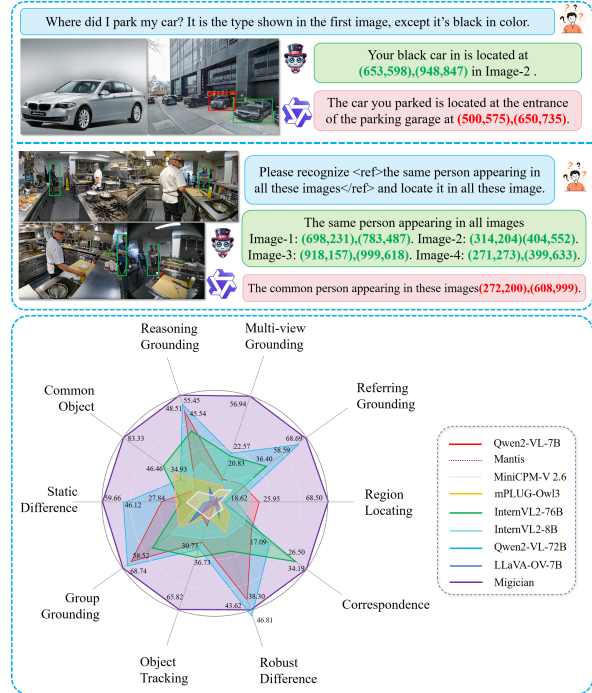 Where did I park my car? It is the type shown in the first image, except it's black in color.
Your black car in is located at
(653,598),(948,847) in Image-2 .
The car you parked is located at the entrance
of the parking garage at (500,575),(650,735).
Please recognize <ref>the same person appearing in
all these images</ref> and locate it in all these image.
The same person appearing in all images
Image-1: (698,231),(783,487). Image-2: (314,204)(404,552).
Image-3: (918,157),(999,618). Image-4: (271,273),(399,633).
The common person appearing in these images(272,200),(608,999).
Reasoning
Grounding
Multi-view
Grounding
Common
Object
Referring
Grounding
Static
Difference
Region
Locating
Group
Grounding
Correspondence
Object
Tracking
Robust
Difference
55.45
48.51
45.54
56.94
22.57
20.83
68.69
58.59
36.40
83.33
46.46
34.93
59.66
46.12
27.84
18.62
25.95
68.50
17.09
26.50
34.19
58.52
68.74
30.73
36.73
65.82
38.30
43.62
46.81
Qwen2-VL-7B
Mantis
MiniCPM-V 2.6
mPLUG-Owl3
InternVL2-76B
InternVL2-8B
Qwen2-VL-72B
LLaVA-OV-7B
Migician